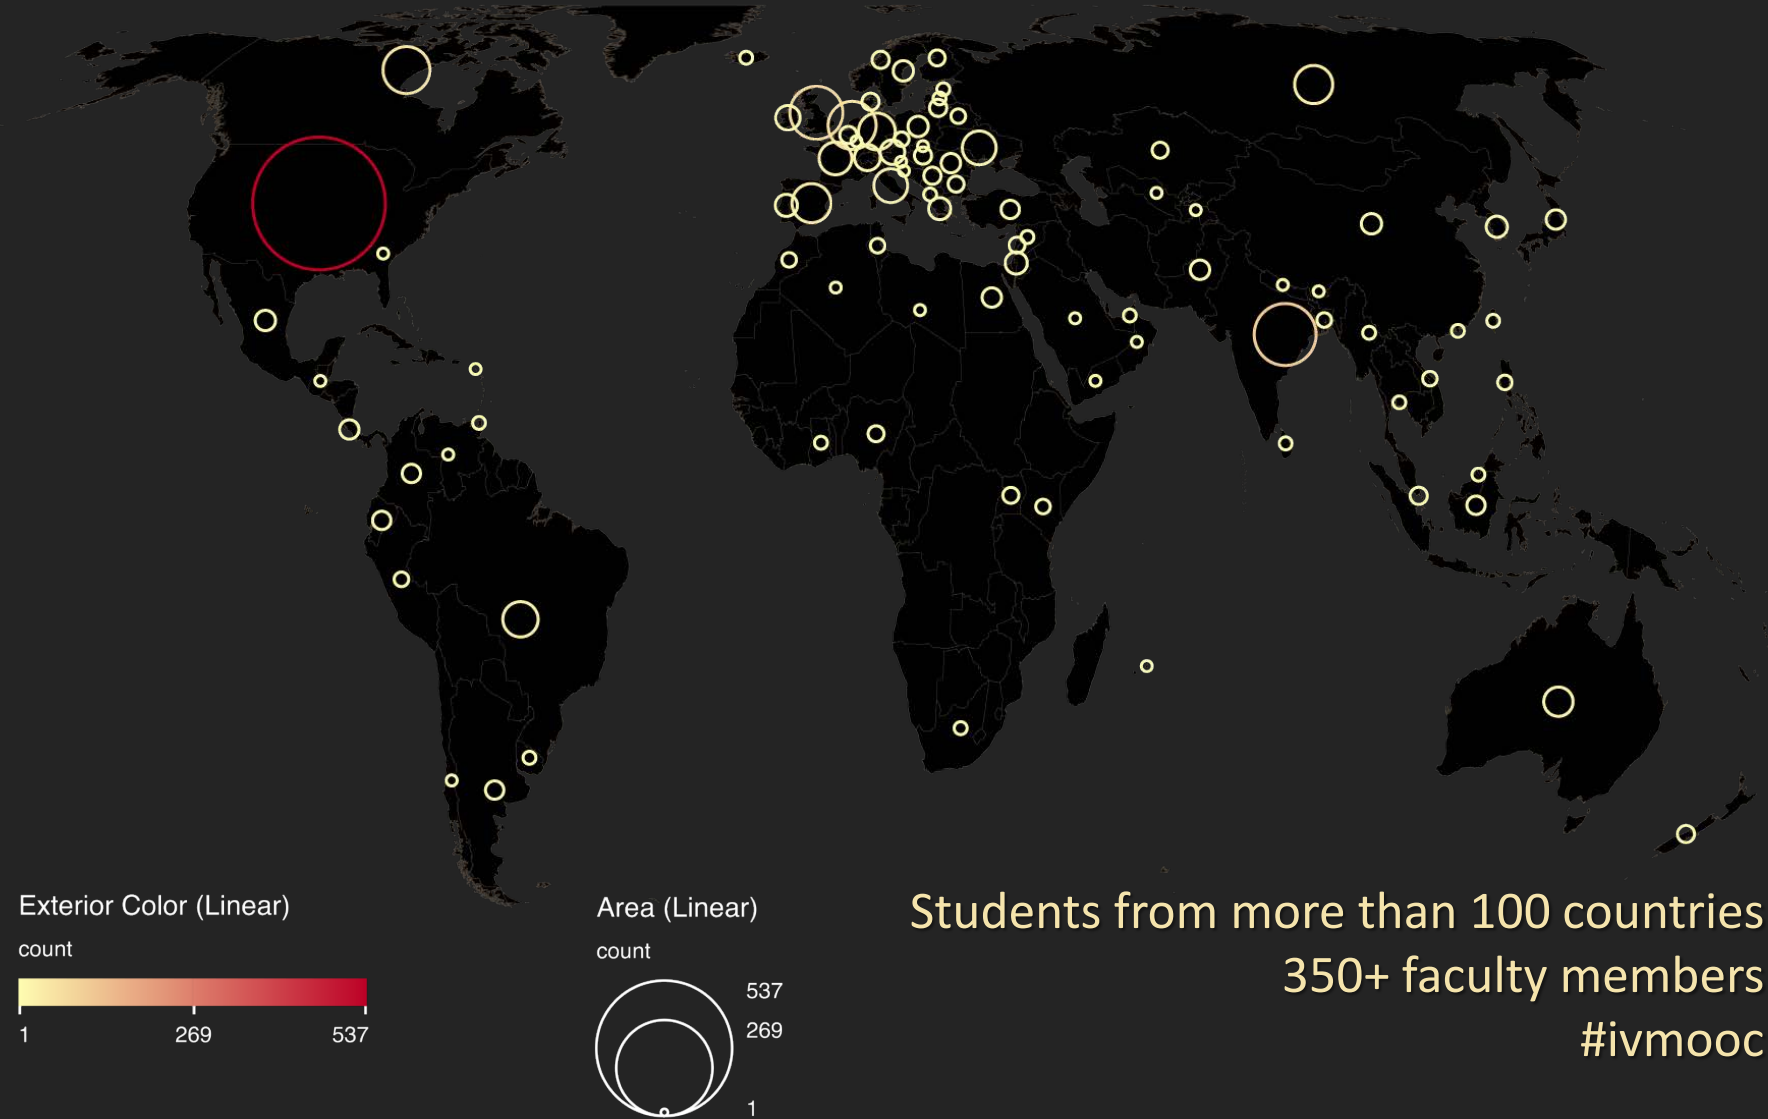 Exterior Color (Linear)
count
1
269
537
Area (Linear)
count
537
269
1
Students from more than 100 countries
350+ faculty members
#ivmooc